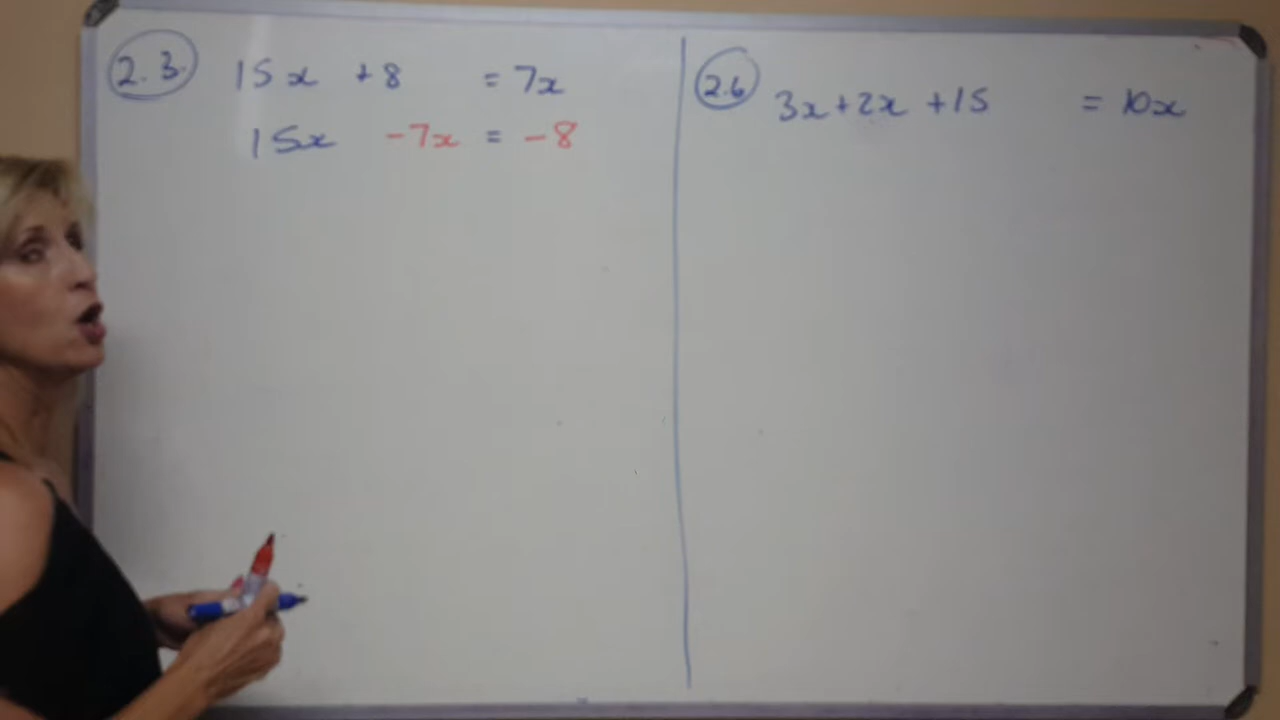 2.3. 15x +8 = 7x
15x -7x = -8
2.6 3x+2x +15 = 10x